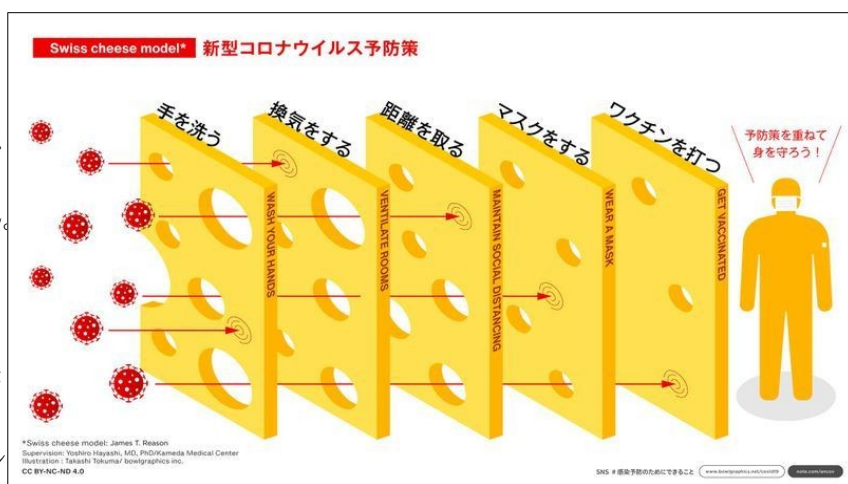 Swiss cheese model* 新型コロナウイルス予防策
手を洗う
換気をする
距離を取る
マスクをする
ワクチンを打つ
予防策を重ねて
身を守ろう！
WASH YOUR HANDS
VENTILATE ROOMS
MAINTAIN SOCIAL DISTANCING
WEAR A MASK
GET VACCINATED
*Swiss cheese model: James T. Reason
Supervision: Yoshiro Hayashi, MD, PhD/Kameda Medical Center
Illustration : Takashi Tokuma/ bowlgraphics inc.
CC BY-NC-ND 4.0
SNS #感染予防のためにできること www.bowlgraphics.net/covid19 note.com/ancov